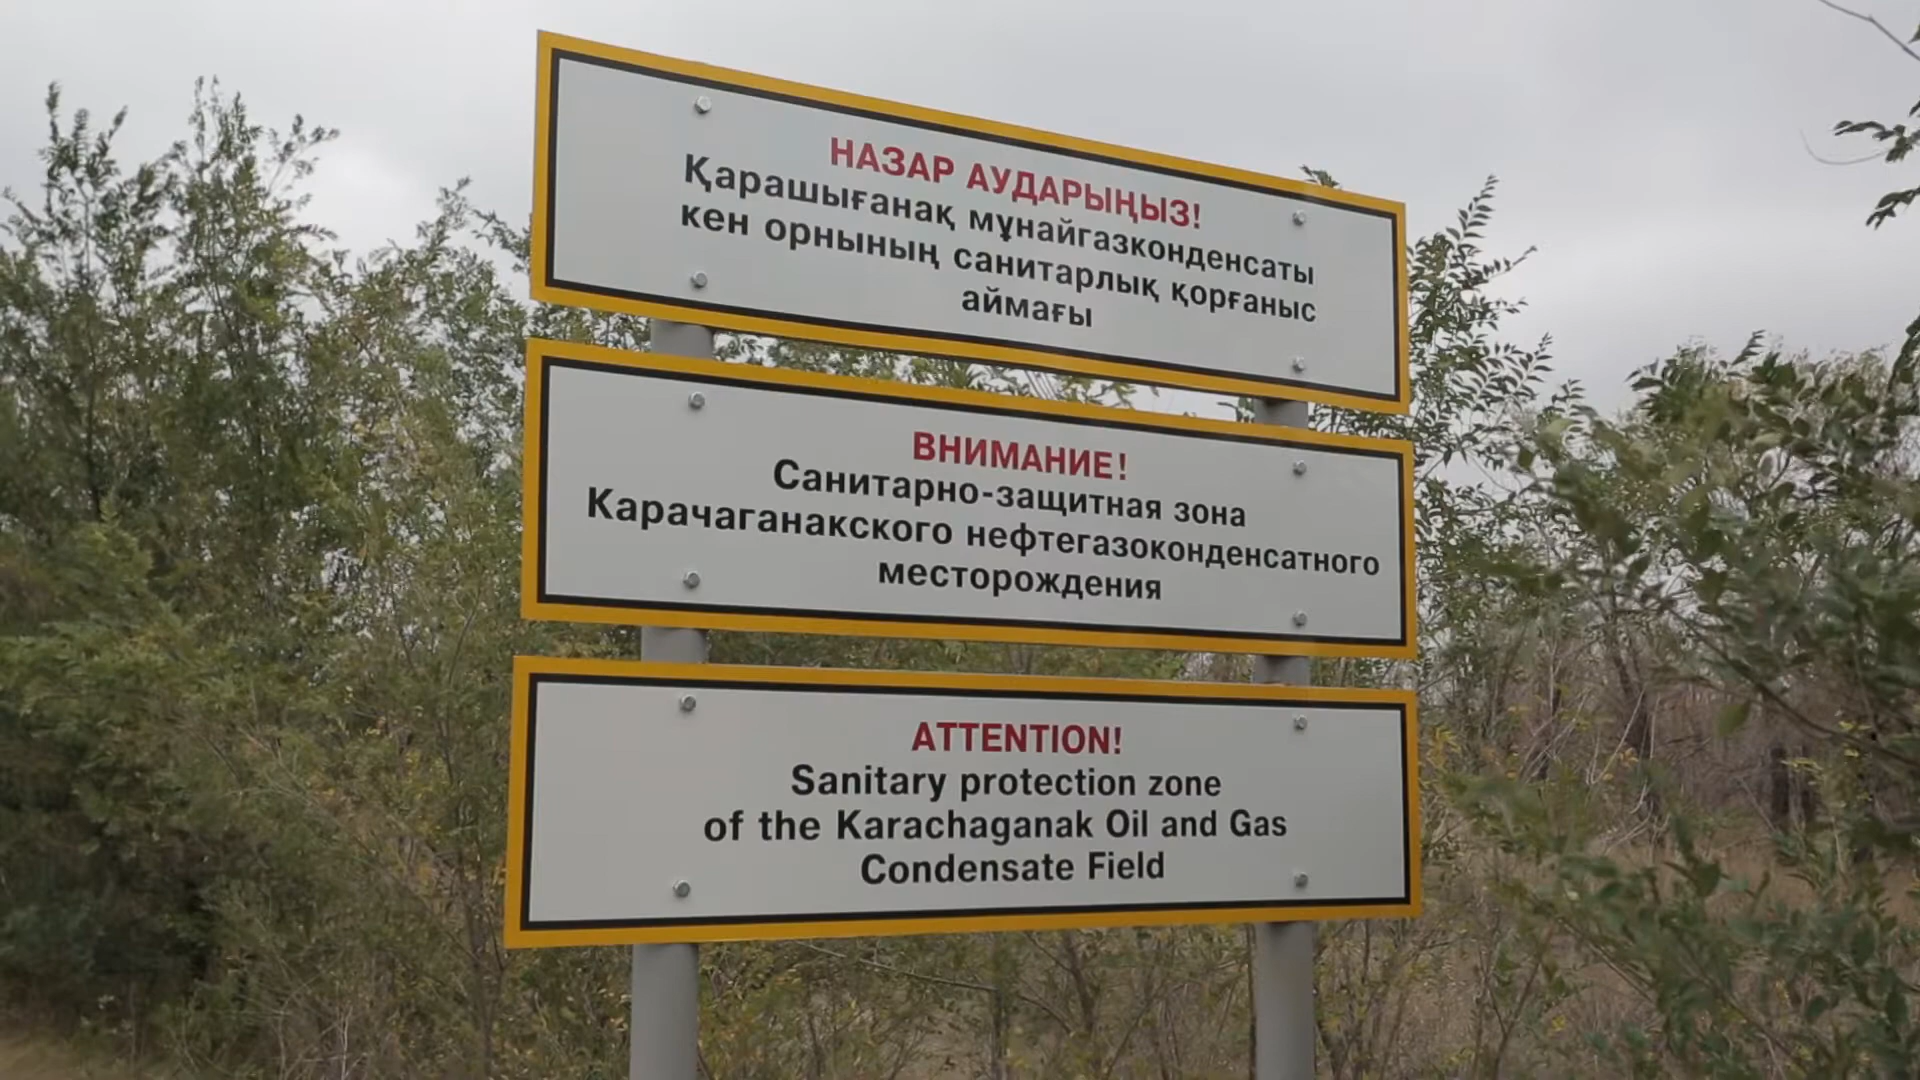 НАЗАР АУДАРЫҢЫЗ!
Қарашығанақ мұнайгазконденсаты
кен орнының санитарлық қорғаныс
аймағы
ВНИМАНИЕ!
Санитарно-защитная зона
Карачаганакского нефтегазоконденсатного
месторождения
ATTENTION!
Sanitary protection zone
of the Karachaganak Oil and Gas
Condensate Field